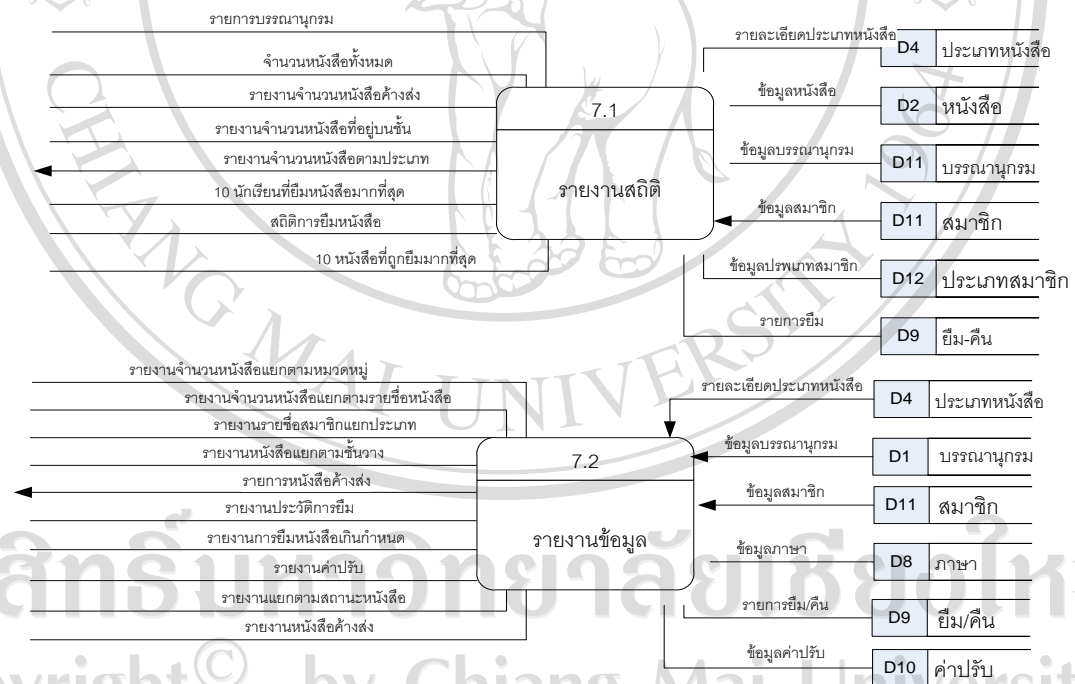 รายการบรรณานุกรม
จำนวนหนังสือทั้งหมด
รายงานจำนวนหนังสือค้างส่ง
รายงานจำนวนหนังสือที่อยู่บนชั้น
รายงานจำนวนหนังสือตามประเภท
10 นักเรียนที่ยืมหนังสือมากที่สุด
สถิติการยืมหนังสือ
10 หนังสือที่ถูกยืมมากที่สุด
7.1
รายงานสถิติ
รายละเอียดประเภทหนังสือ
D4 ประเภทหนังสือ
ข้อมูลหนังสือ
D2 หนังสือ
ข้อมูลบรรณานุกรม
D11 บรรณานุกรม
ข้อมูลสมาชิก
D11 สมาชิก
ข้อมูลปรพเภทสมาชิก
D12 ประเภทสมาชิก
รายการยืม
D9 ยืม-คืน
รายงานจำนวนหนังสือแยกตามหมวดหมู่
รายงานจำนวนหนังสือแยกตามรายชื่อหนังสือ
รายงานรายชื่อสมาชิกแยกประเภท
รายงานหนังสือแยกตามชั้นวาง
รายการหนังสือค้างส่ง
รายงานประวัติการยืม
รายงานการยืมหนังสือเกินกำหนด
รายงานค่าปรับ
รายงานแยกตามสถานะหนังสือ
รายงานหนังสือค้างส่ง
7.2
รายงานข้อมูล
รายละเอียดประเภทหนังสือ
D4 ประเภทหนังสือ
ข้อมูลบรรณานุกรม
D1 บรรณานุกรม
ข้อมูลสมาชิก
D11 สมาชิก
ข้อมูลภาษา
D8 ภาษา
รายการยืม/คืน
D9 ยืม/คืน
ข้อมูลค่าปรับ
D10 ค่าปรับ
CHIANG MAI UNIVERSITY 1964
สิทธิ์มหาวิทยาลัยเชียงให
yright© by Chiang Mai Universit